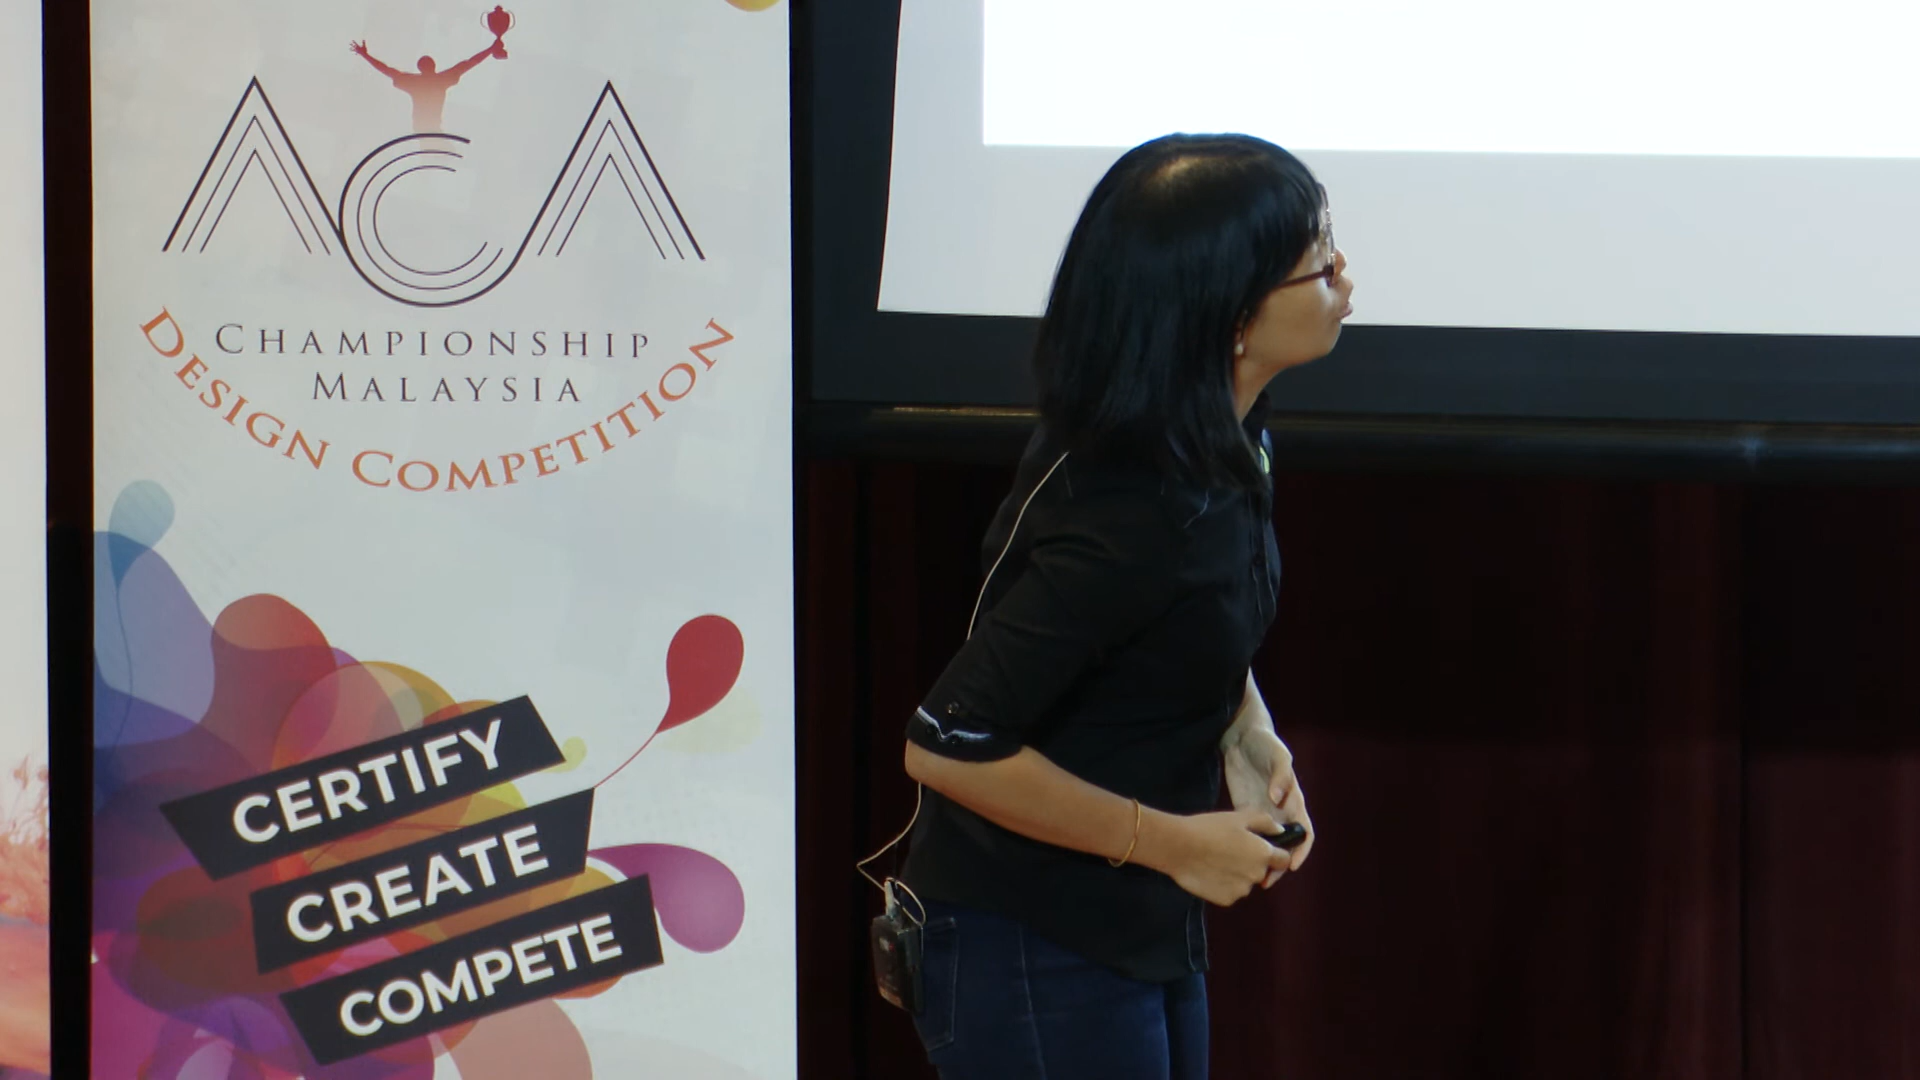 ACA
CHAMPIONSHIP
MALAYSIA
DESIGN COMPETITION
CERTIFY
CREATE
COMPETE